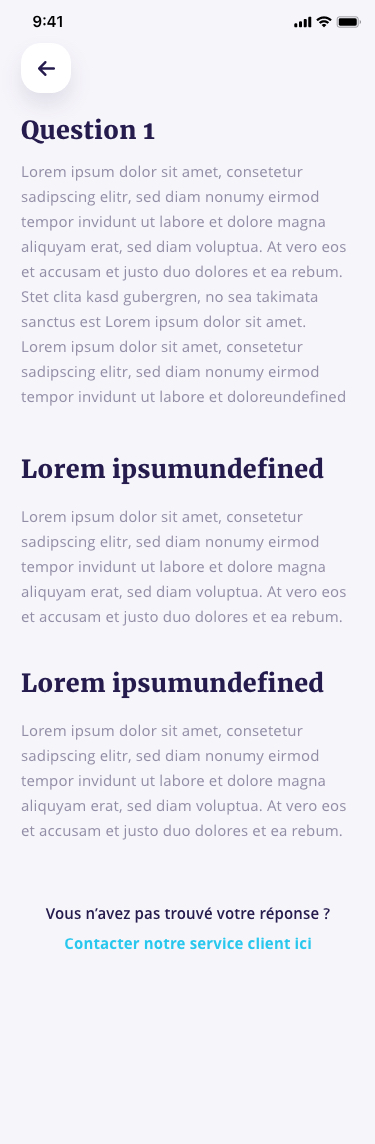 9:41
Question 1
Lorem ipsum dolor sit amet, consetetur
sadipscing elitr, sed diam nonumy eirmod
tempor invidunt ut labore et dolore magna
aliquyam erat, sed diam voluptua. At vero eos
et accusam et justo duo dolores et ea rebum.
Stet clita kasd gubergren, no sea takimata
sanctus est Lorem ipsum dolor sit amet.
Lorem ipsum dolor sit amet, consetetur
sadipscing elitr, sed diam nonumy eirmod
tempor invidunt ut labore et doloreundefined
Lorem ipsumundefined
Lorem ipsum dolor sit amet, consetetur
sadipscing elitr, sed diam nonumy eirmod
tempor invidunt ut labore et dolore magna
aliquyam erat, sed diam voluptua. At vero eos
et accusam et justo duo dolores et ea rebum.
Lorem ipsumundefined
Lorem ipsum dolor sit amet, consetetur
sadipscing elitr, sed diam nonumy eirmod
tempor invidunt ut labore et dolore magna
aliquyam erat, sed diam voluptua. At vero eos
et accusam et justo duo dolores et ea rebum.
Vous n’avez pas trouvé votre réponse ?
Contacter notre service client ici